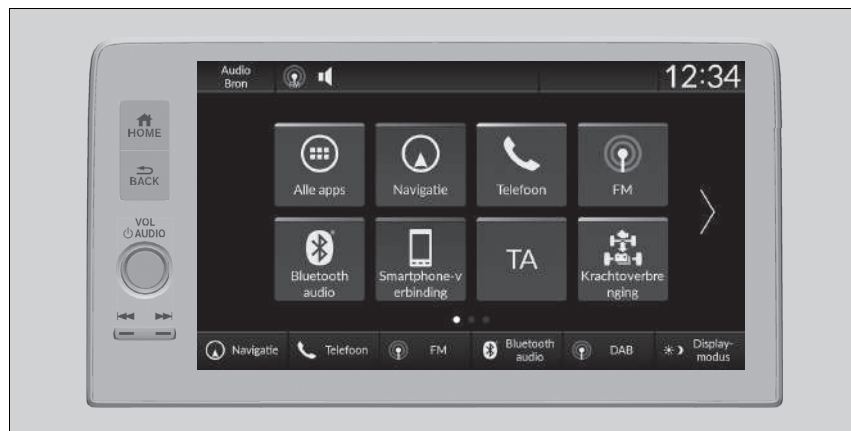 Audio
Bron
FM
12:34
HOME
BACK
VOL
AUDIO
Alle apps
Navigatie
Telefoon
FM
Bluetooth
audio
Smartphone-v
erbinding
TA
Krachtoverbre
nging
Navigatie
Telefoon
FM
Bluetooth
audio
DAB
Display-
modus